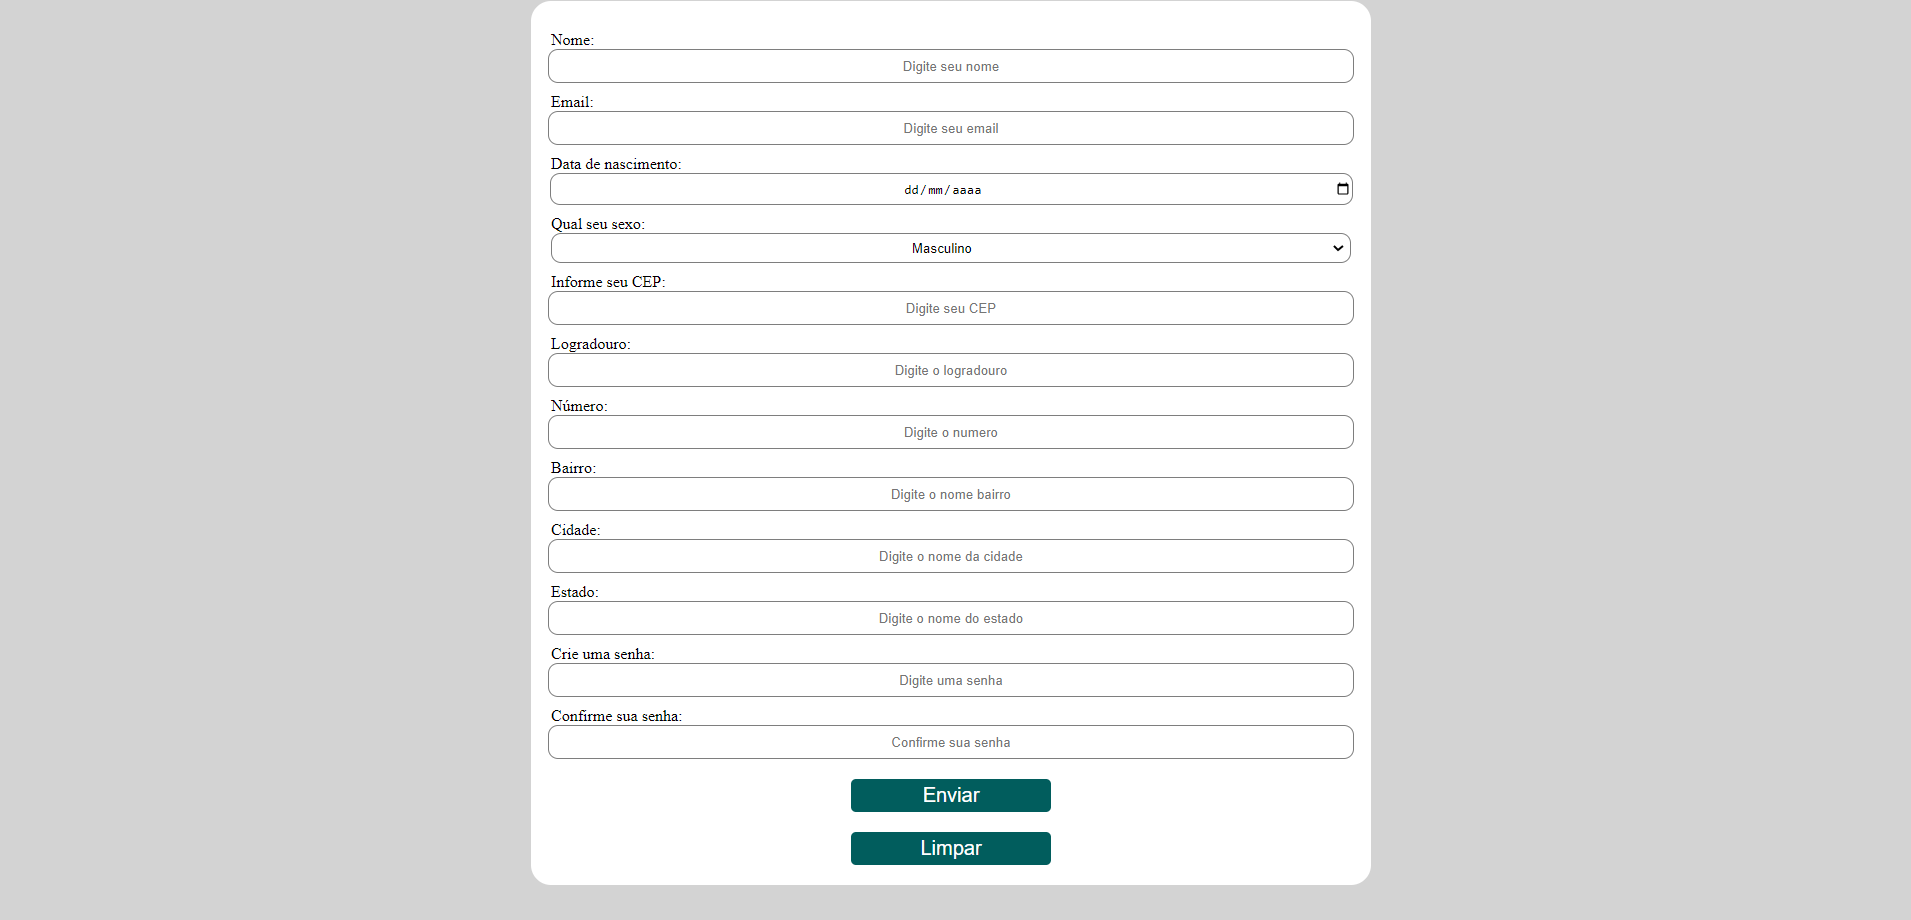 Nome:
Digite seu nome
Email:
Digite seu email
Data de nascimento:
dd/mm/aaaa
Qual seu sexo:
Masculino
Informe seu CEP:
Digite seu CEP
Logradouro:
Digite o logradouro
Número:
Digite o numero
Bairro:
Digite o nome bairro
Cidade:
Digite o nome da cidade
Estado:
Digite o nome do estado
Crie uma senha:
Digite uma senha
Confirme sua senha:
Confirme sua senha
Enviar
Limpar